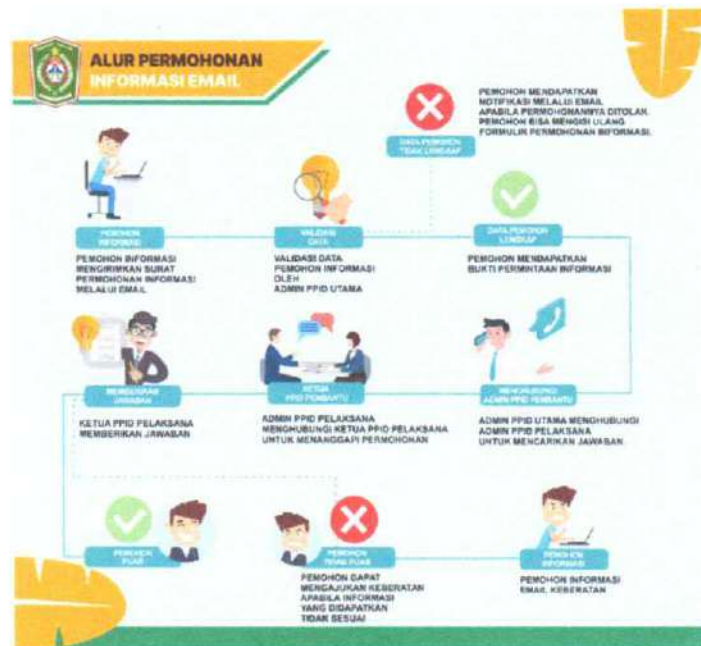 ALUR PERMOHONAN
INFORMASI EMAIL
PEMOHON MENDAPATKAN
NOTIFIKASI MELALUI EMAIL
APABILA PERMOHONANNYA DITOLAK
PEMOHON BISA MENGISI ULANG
FORMULIR PERMOHONAN INFORMASI.
DATA PEMOHON
TIDAK LENGKAP
PEMOHON
INFORMASI
VALIDASI
DATA
DATA PEMOHON
LENGKAP
PEMOHON INFORMASI
MENGIRIMKAN SURAT
PERMOHONAN INFORMASI
MELALUI EMAIL
VALIDASI DATA
PEMOHON INFORMASI
OLEH
ADMIN PPID UTAMA
PEMOHON MENDAPATKAN
BUKTI PERMINTAAN INFORMASI
MEMBERIKAN
JAWABAN
KETUA
PPID PEMBANTU
MENGHUBUNGI
ADMIN PPID PEMBANTU
KETUA PPID PELAKSANA
MEMBERIKAN JAWABAN
ADMIN PPID PELAKSANA
MENGHUBUNGI KETUA PPID PELAKSANA
UNTUK MENANGGAPI PERMOHONAN
ADMIN PPID UTAMA MENGHUBUNGI
ADMIN PPID PELAKSANA
UNTUK MENCARIKAN JAWABAN
PEMOHON
PUAS
PEMOHON
TIDAK PUAS
PEMOHON
INFORMASI
PEMOHON DAPAT
MENGAJUKAN KEBERATAN
APABILA INFORMASI
YANG DIDAPATKAN
TIDAK SESUAI
PEMOHON INFORMASI
EMAIL KEBERATAN